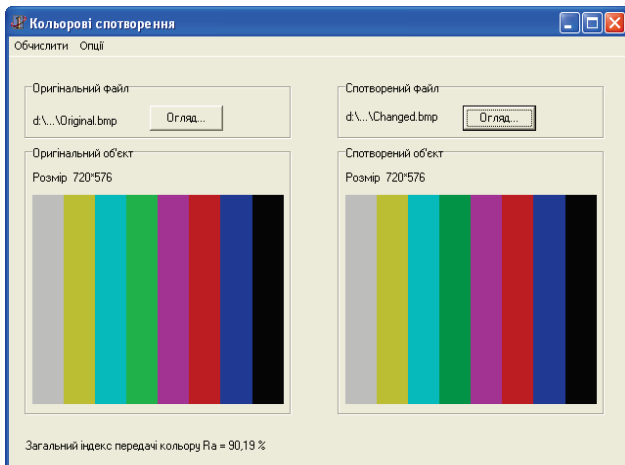 Кольорові спотворення
Обчислити Опції
Оригінальний файл
d:\...\Original.bmp Огляд...
Спотворений файл
d:\...\Changed.bmp Огляд...
Оригінальний об'єкт
Розмір 720*576
Спотворений об'єкт
Розмір 720*576
Загальний індекс передачі кольору Ra = 90,19 %